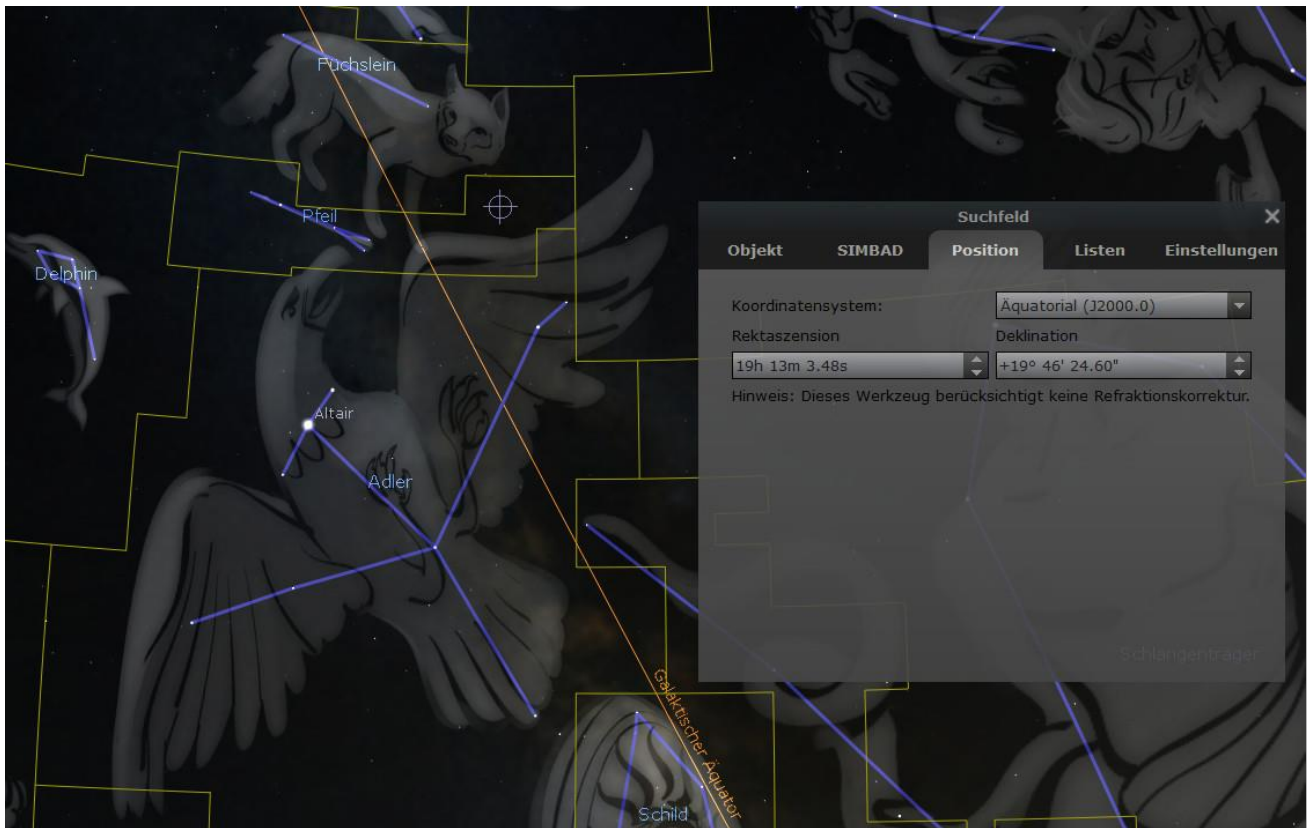 Füchslein
Pfeil
Delphin
Altair
Adler
Galaktischer Äquator
Schild
Suchfeld
Objekt SIMBAD Position Listen Einstellungen
Koordinatensystem: Äquatorial (J2000.0)
Rektaszension Deklination
19h 13m 3.48s +19° 46' 24.60"
Hinweis: Dieses Werkzeug berücksichtigt keine Refraktionskorrektur.
Schlangenträger